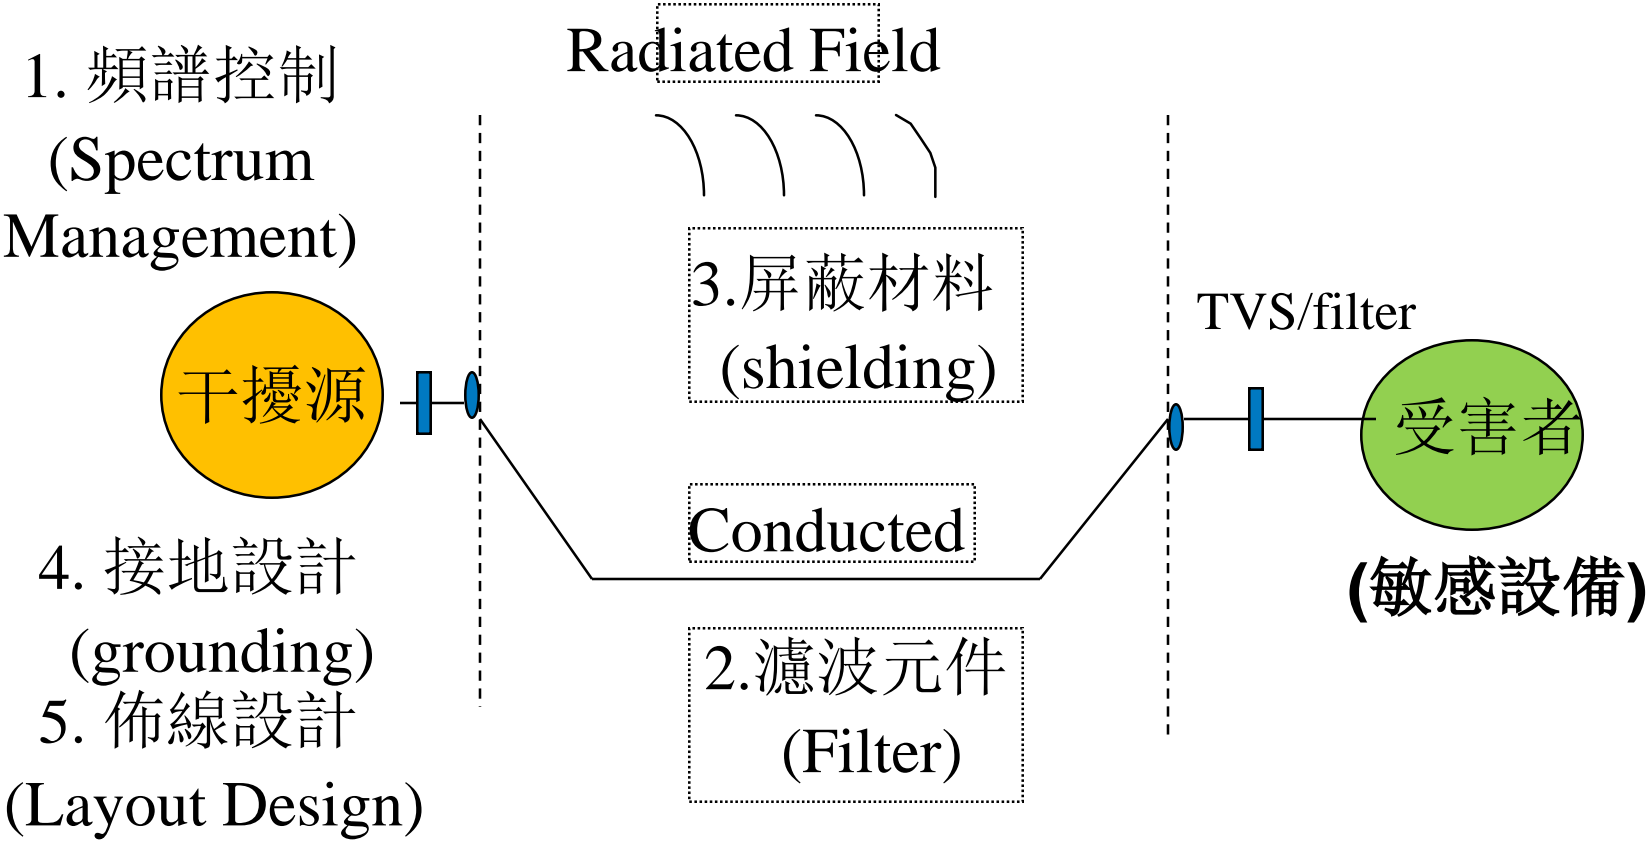 1. 頻譜控制
(Spectrum
Management)
干擾源
4. 接地設計
(grounding)
5. 佈線設計
(Layout Design)
Radiated Field
3.屏蔽材料
(shielding)
Conducted
2.濾波元件
(Filter)
TVS/filter
受害者
(敏感設備)